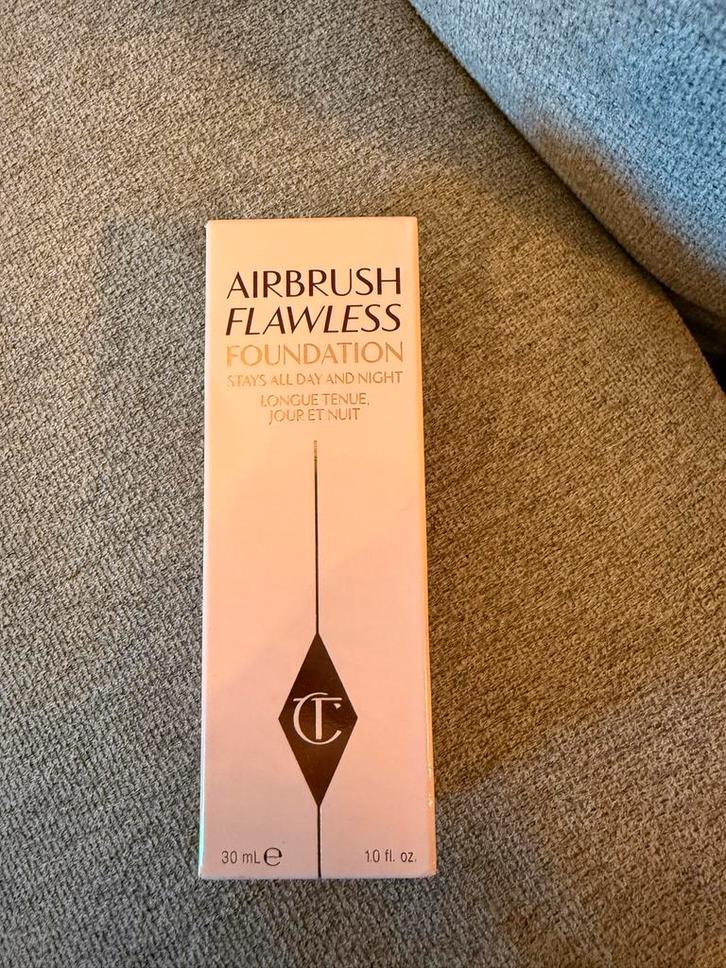 AIRBRUSH
FLAWLESS
FOUNDATION
STAYS ALL DAY AND NIGHT
LONGUE TENUE,
JOUR ET NUIT
CT
30 mL ℮
1.0 fl. oz.